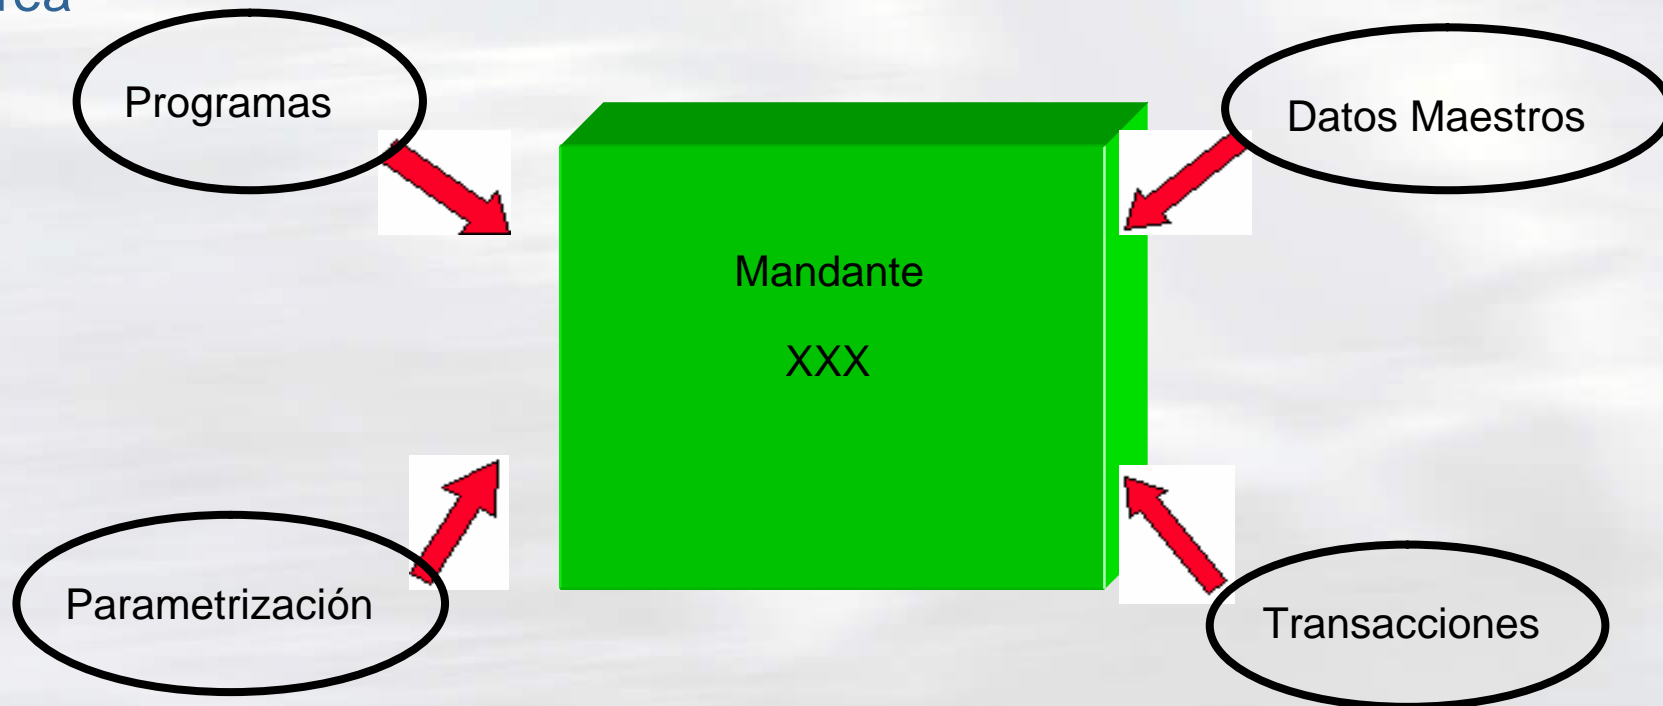 Programas
Datos Maestros
Mandante
XXX
Parametrización
Transacciones